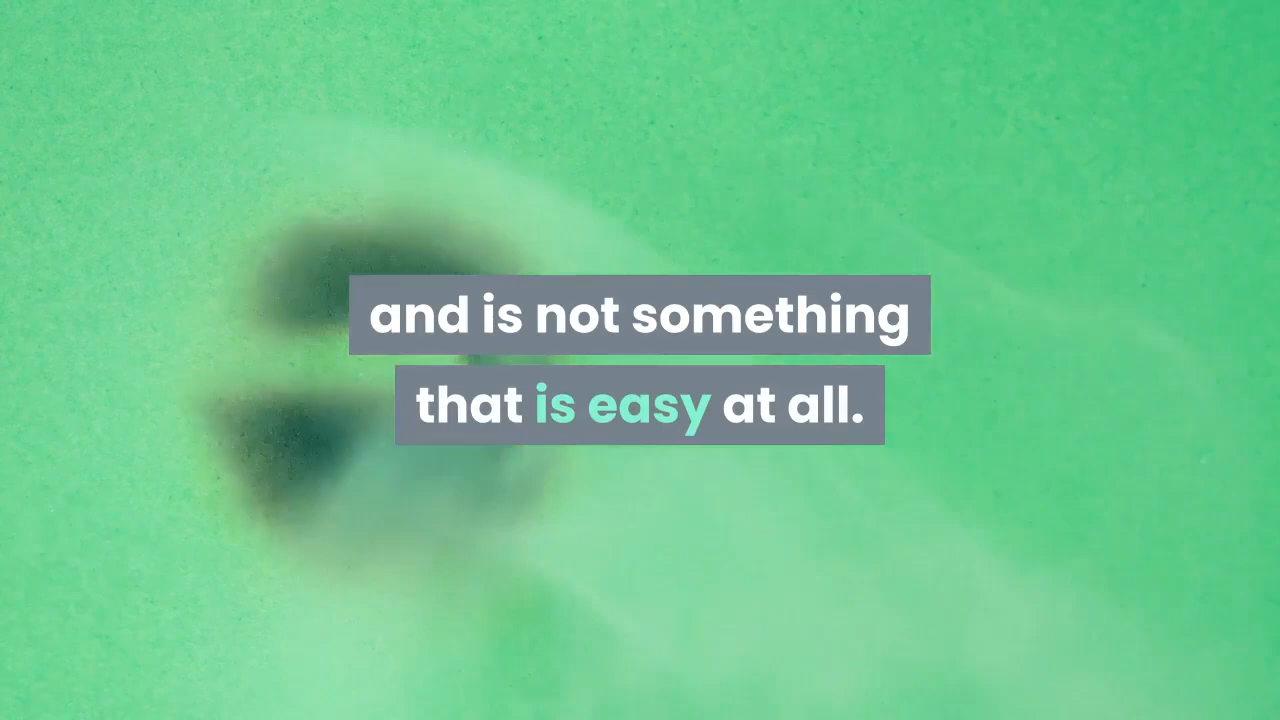 and is not something
that is easy at all.